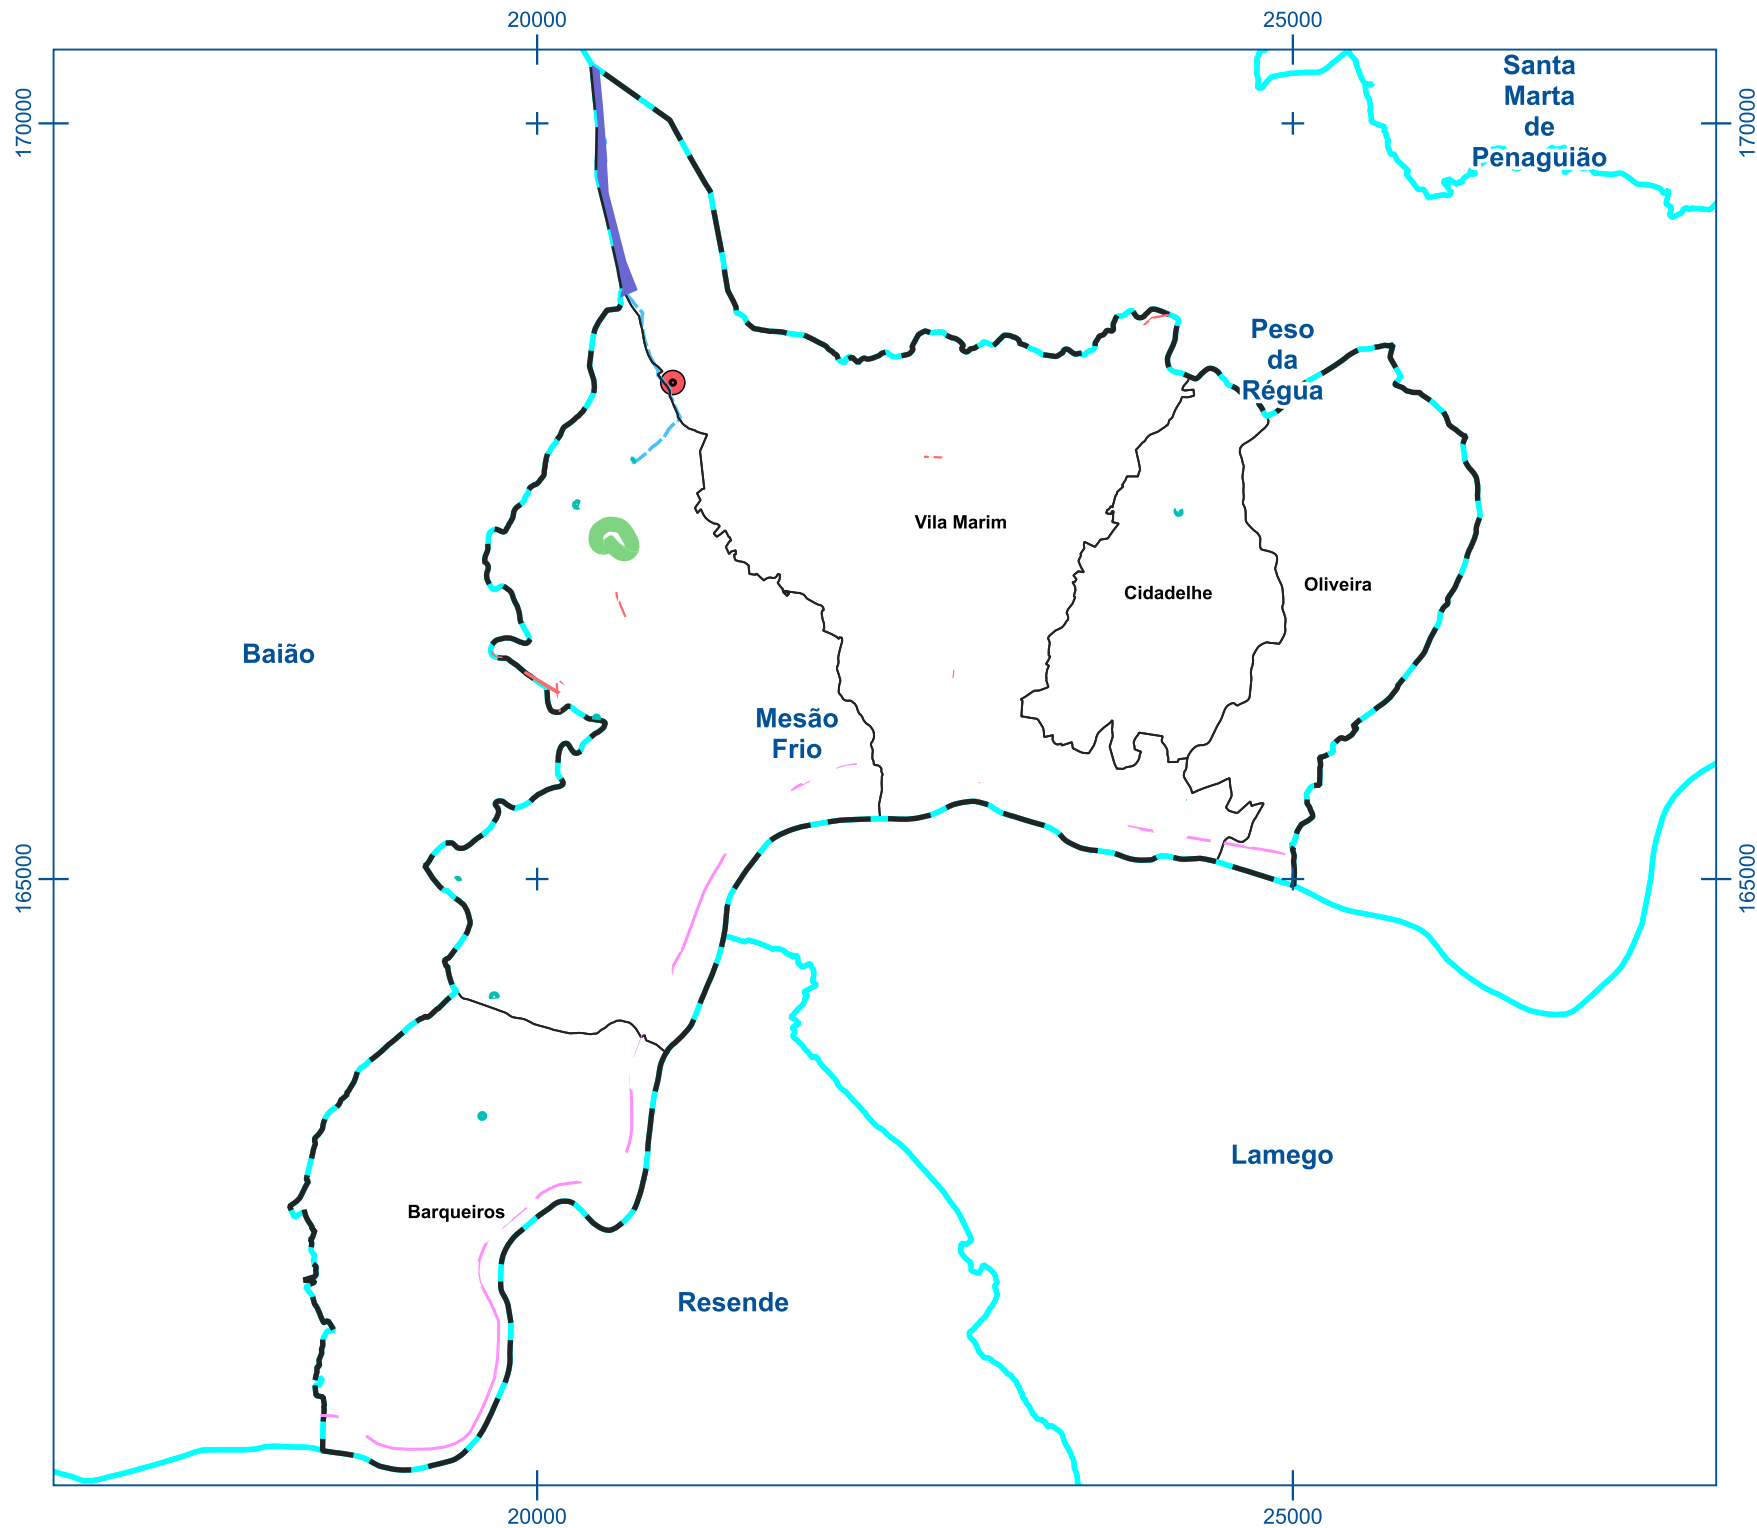 20000
25000
170000
170000
Santa
Marta
de
Penaguião
Peso
da
Régua
Vila Marim
Cidadelhe
Oliveira
Baião
Mesão
Frio
165000
165000
Lamego
Barqueiros
Resende
20000
25000